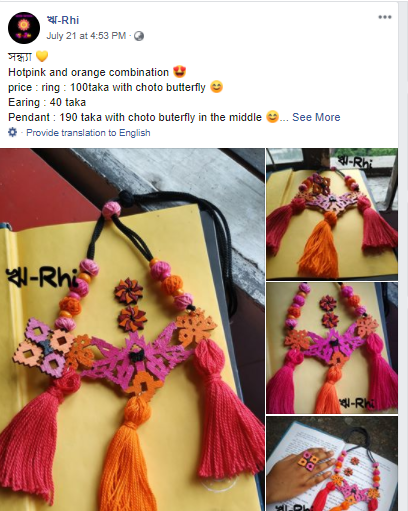 ঋ-Rhi
July 21 at 4:53 PM ·
সন্ধ্যা 💛
Hotpink and orange combination 😍
price : ring : 100taka with choto butterfly 😊
Earing : 40 taka
Pendant : 190 taka with choto buterfly in the middle 😊... See More
· Provide translation to English
ঋ-Rhi
ঋ-Rhi
ঋ-Rhi
ঋ-Rhi